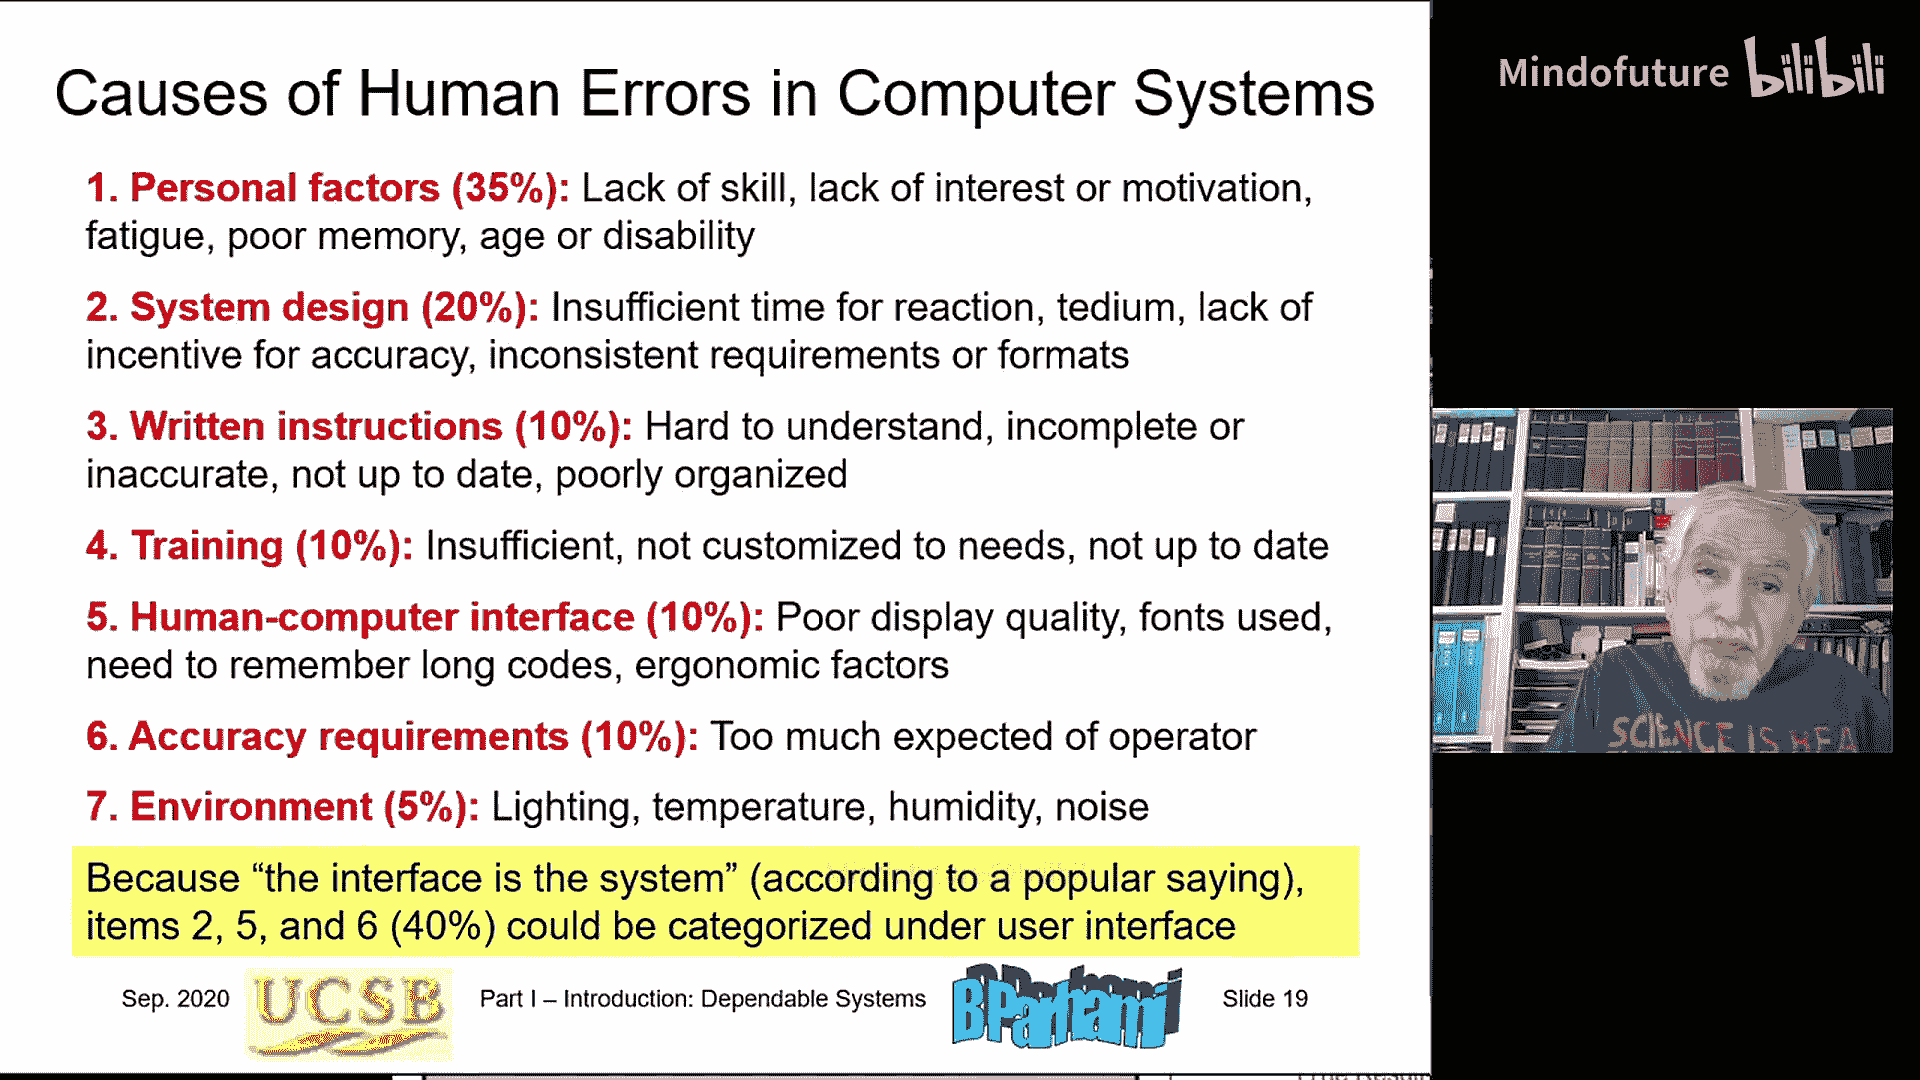 Causes of Human Errors in Computer Systems
Mindofuture bilibili
1. Personal factors (35%): Lack of skill, lack of interest or motivation,
fatigue, poor memory, age or disability
2. System design (20%): Insufficient time for reaction, tedium, lack of
incentive for accuracy, inconsistent requirements or formats
3. Written instructions (10%): Hard to understand, incomplete or
inaccurate, not up to date, poorly organized
4. Training (10%): Insufficient, not customized to needs, not up to date
5. Human-computer interface (10%): Poor display quality, fonts used,
need to remember long codes, ergonomic factors
6. Accuracy requirements (10%): Too much expected of operator
7. Environment (5%): Lighting, temperature, humidity, noise
Because “the interface is the system” (according to a popular saying),
items 2, 5, and 6 (40%) could be categorized under user interface
Sep. 2020
UCSB
Part I – Introduction: Dependable Systems
BParhami
Slide 19
SCIENCE IS